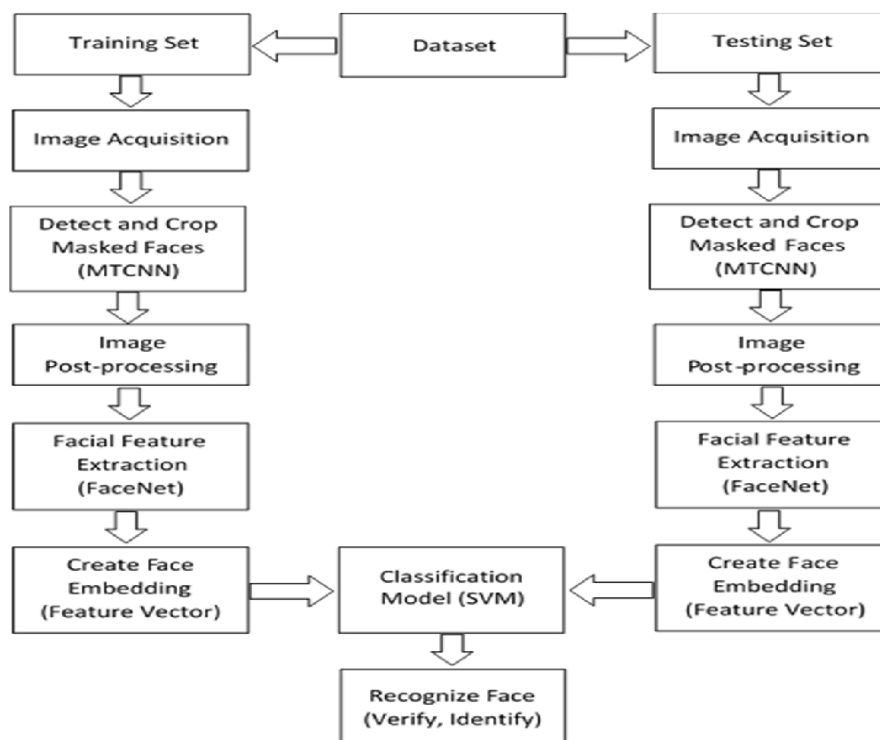 Training Set
Dataset
Testing Set
Image Acquisition
Image Acquisition
Detect and Crop
Masked Faces
(MTCNN)
Detect and Crop
Masked Faces
(MTCNN)
Image
Post-processing
Image
Post-processing
Facial Feature
Extraction
(FaceNet)
Facial Feature
Extraction
(FaceNet)
Create Face
Embedding
(Feature Vector)
Classification
Model (SVM)
Create Face
Embedding
(Feature Vector)
Recognize Face
(Verify, Identify)